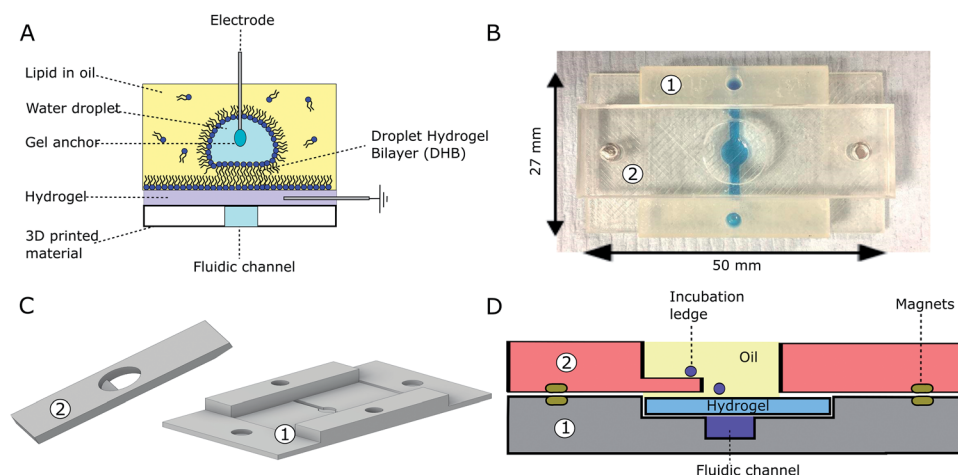 A
Electrode
Lipid in oil
Water droplet
Gel anchor
Droplet Hydrogel
Bilayer (DHB)
Hydrogel
3D printed
material
Fluidic channel
B
1
2
27 mm
50 mm
C
2
1
D
Incubation
ledge
Magnets
2
Oil
Hydrogel
1
Fluidic channel